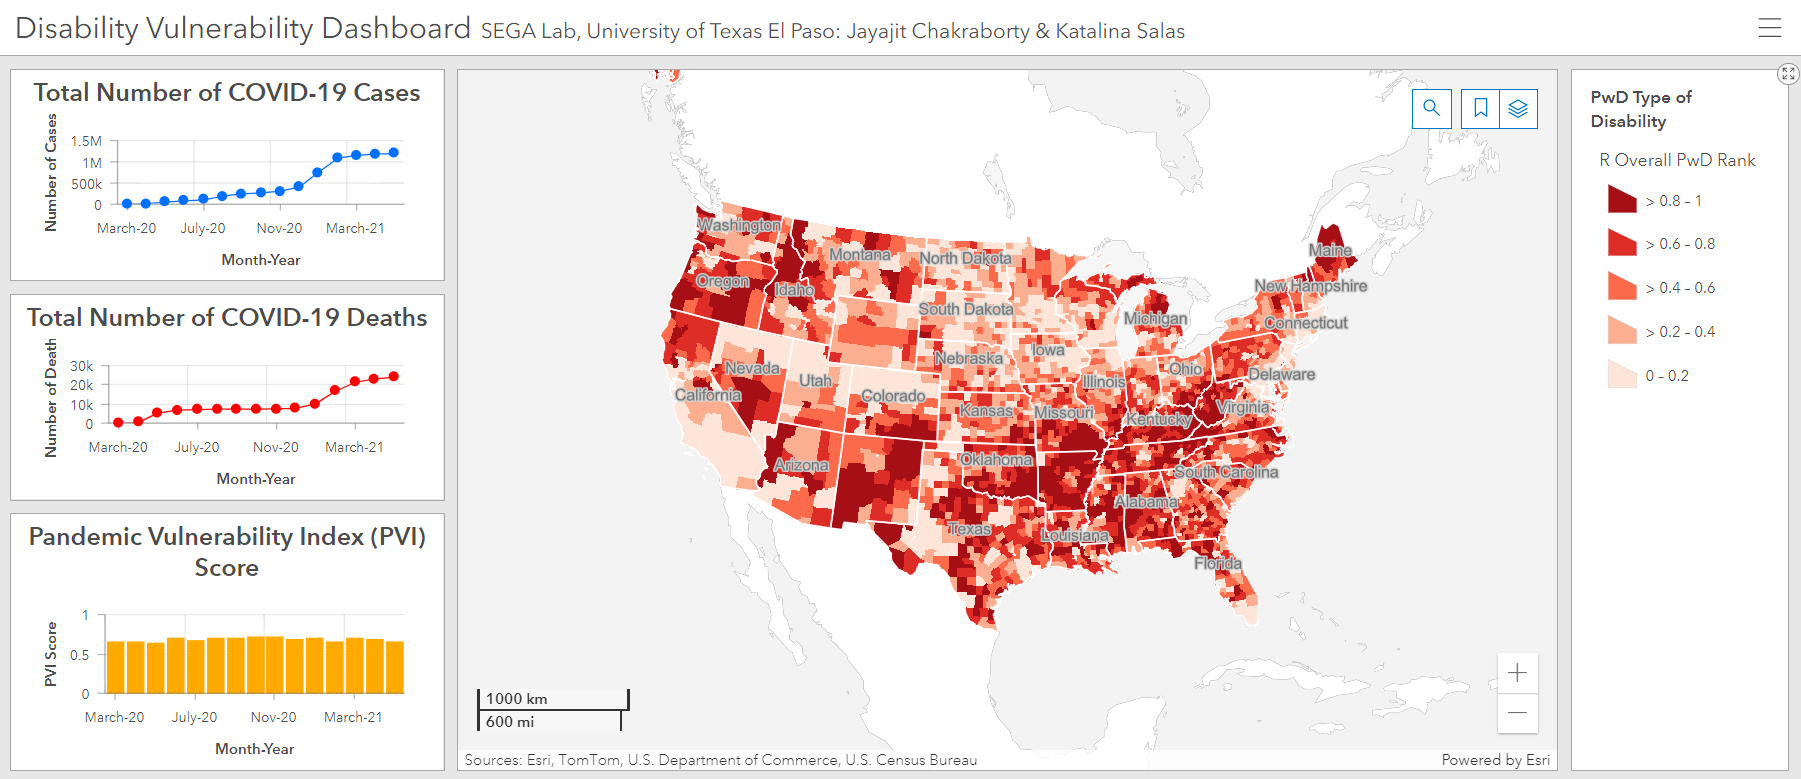 Disability Vulnerability Dashboard SEGA Lab, University of Texas El Paso: Jayajit Chakraborty & Katalina Salas
Total Number of COVID-19 Cases
Number of Cases
1.5M
1M
500k
0
March-20 July-20 Nov-20 March-21
Month-Year
Total Number of COVID-19 Deaths
Number of Death
30k
20k
10k
0
March-20 July-20 Nov-20 March-21
Month-Year
Pandemic Vulnerability Index (PVI)
Score
PVI Score
1
0.5
0
March-20 July-20 Nov-20 March-21
Month-Year
Washington
Montana
North Dakota
Maine
Oregon
Idaho
New Hampshire
South Dakota
Michigan
Connecticut
Nebraska
Iowa
Nevada
Utah
Ohio
Delaware
California
Colorado
Illinois
Kansas
Missouri
Kentucky
Virginia
Arizona
Oklahoma
South Carolina
Alabama
Texas
Louisiana
Florida
1000 km
600 mi
Sources: Esri, TomTom, U.S. Department of Commerce, U.S. Census Bureau
Powered by Esri
PwD Type of
Disability
R Overall PwD Rank
> 0.8 - 1
> 0.6 - 0.8
> 0.4 - 0.6
> 0.2 - 0.4
0 - 0.2